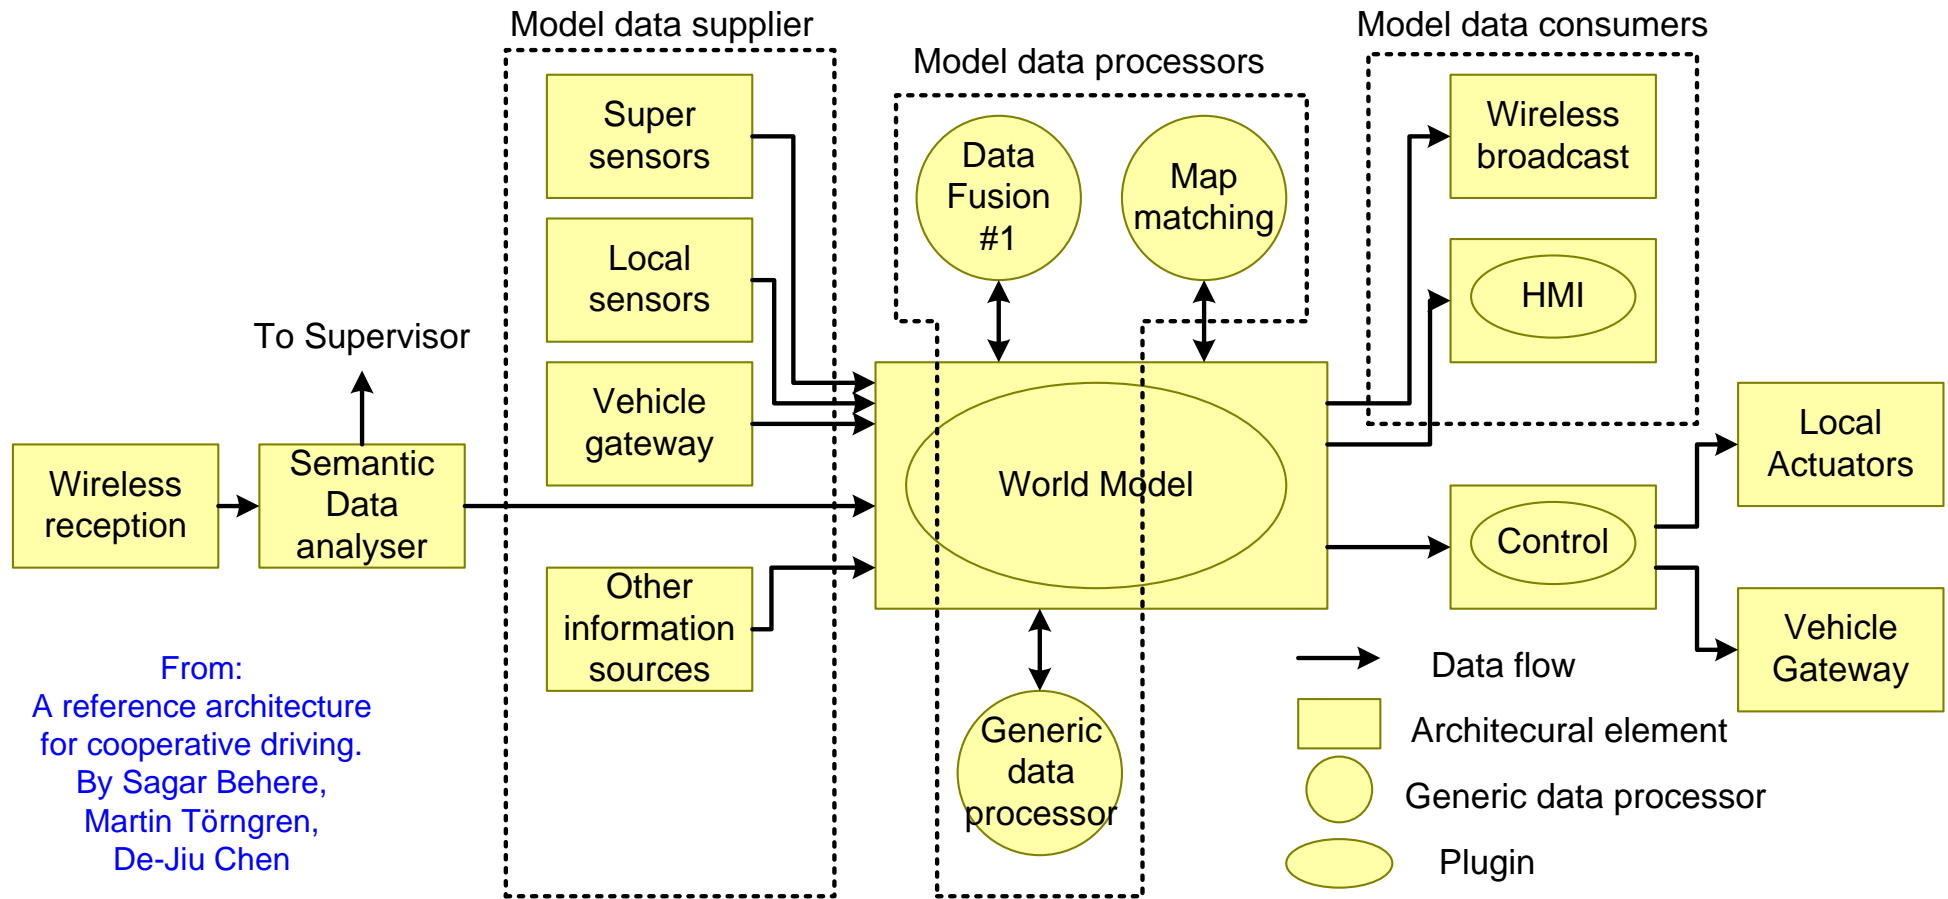 Model data supplier
Model data processors
Model data consumers
Super
sensors
Local
sensors
Vehicle
gateway
Other
information
sources
To Supervisor
Wireless
reception
Semantic
Data
analyser
Data
Fusion
#1
Map
matching
World Model
Generic
data
processor
Wireless
broadcast
HMI
Control
Local
Actuators
Vehicle
Gateway
Data flow
Architecural element
Generic data processor
Plugin
From:
A reference architecture
for cooperative driving.
By Sagar Behere,
Martin Törngren,
De-Jiu Chen